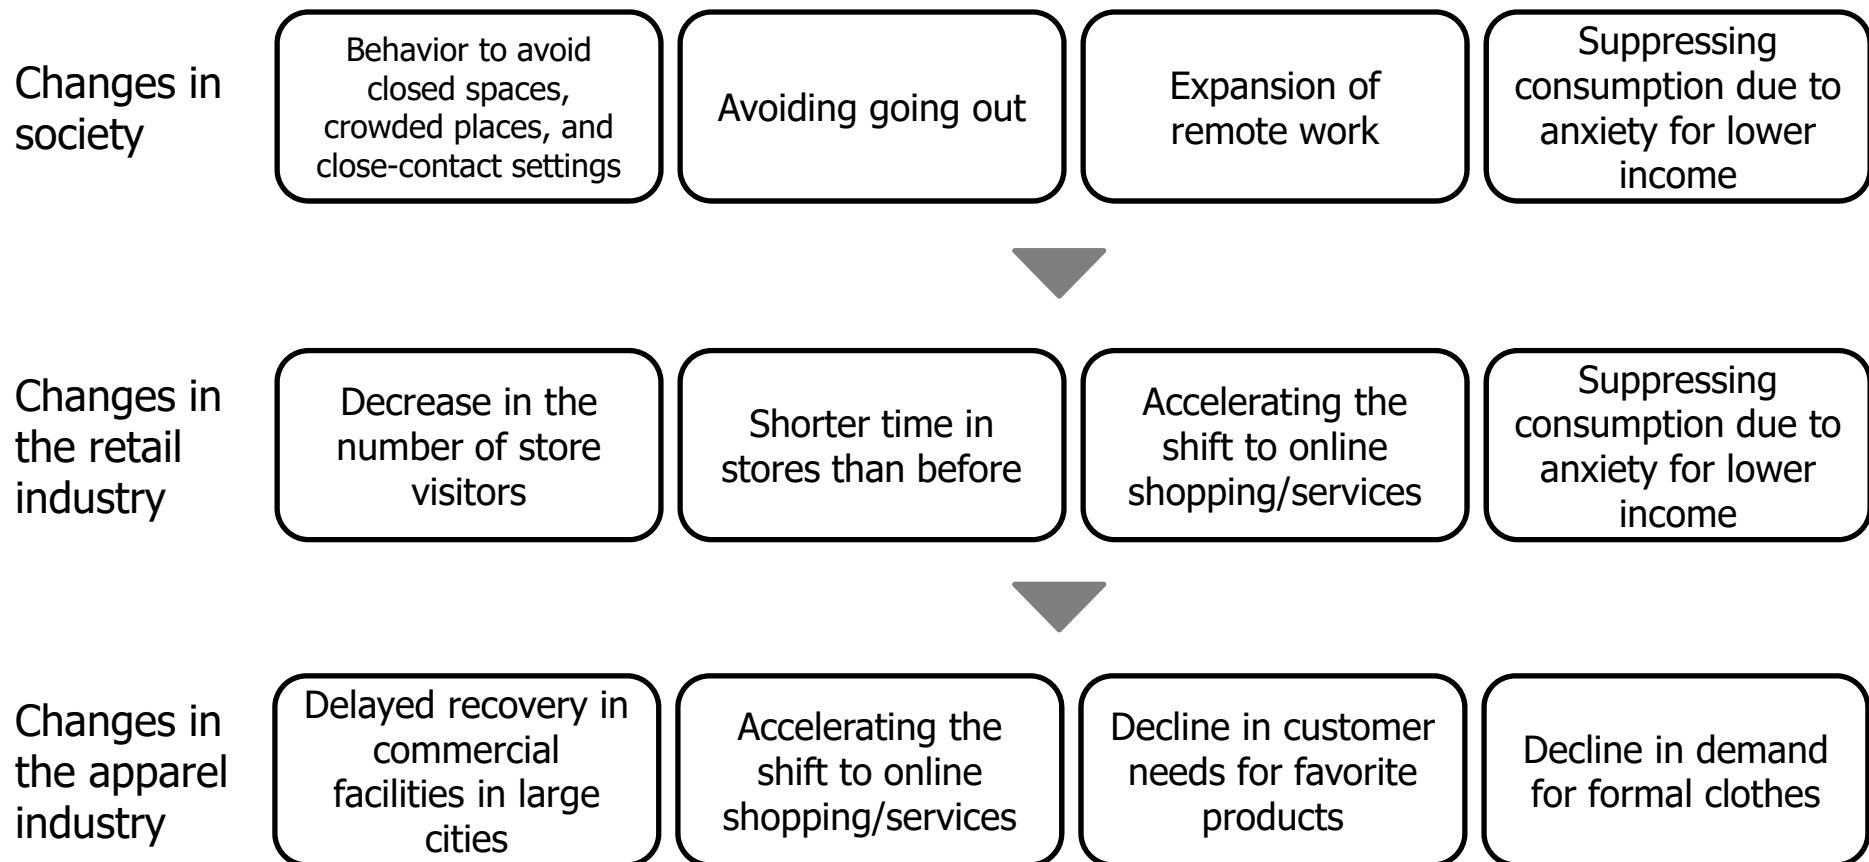 Changes in
society
Behavior to avoid
closed spaces,
crowded places, and
close-contact settings
Avoiding going out
Expansion of
remote work
Suppressing
consumption due to
anxiety for lower
income
Changes in
the retail
industry
Decrease in the
number of store
visitors
Shorter time in
stores than before
Accelerating the
shift to online
shopping/services
Suppressing
consumption due to
anxiety for lower
income
Changes in
the apparel
industry
Delayed recovery in
commercial
facilities in large
cities
Accelerating the
shift to online
shopping/services
Decline in customer
needs for favorite
products
Decline in demand
for formal clothes